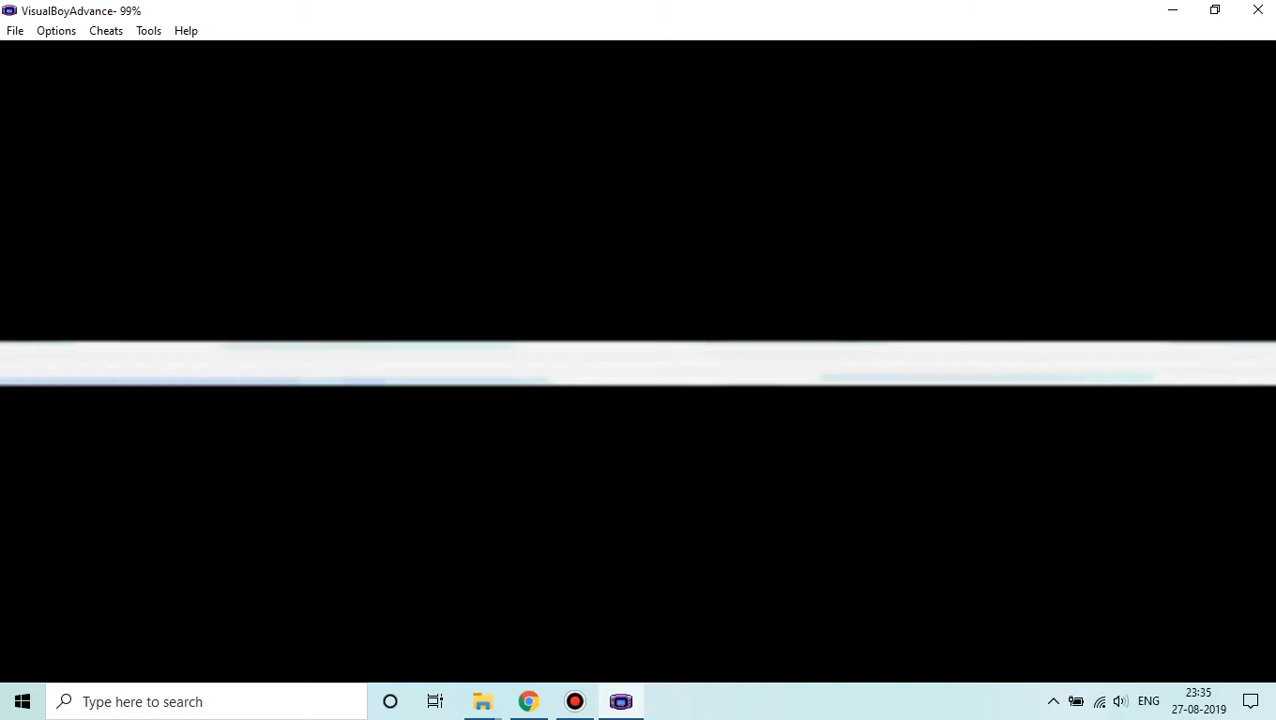 VisualBoyAdvance- 99%
File Options Cheats Tools Help
Type here to search
ENG
23:35
27-08-2019